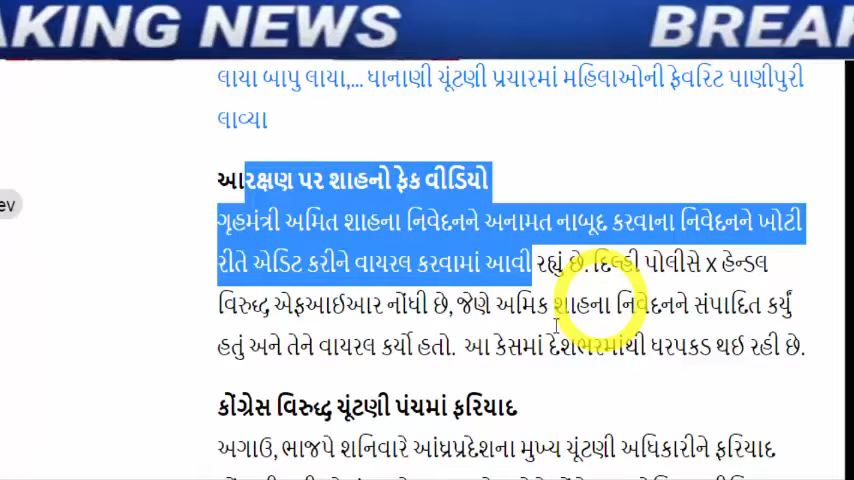 AKING NEWS BREAK
લાયા બાપુ લાયા,... ધાનાણી ચૂંટણી પ્રચારમાં મહિલાઓની ફેવરિટ પાણીપુરી
લાવ્યા
આરક્ષણ પર શાહનો ફેક વીડિયો
ev
ગૃહમંત્રી અમિત શાહના નિવેદનને અનામત નાબૂદ કરવાના નિવેદનને ખોટી
રીતે એડિટ કરીને વાયરલ કરવામાં આવી રહ્યું છે. દિલ્હી પોલીસે x હેન્ડલ
વિરુદ્ધ એફઆઈઆર નોંધી છે, જેણે અમિક શાહના નિવેદનને સંપાદિત કર્યું
હતું અને તેને વાયરલ કર્યો હતો. આ કેસમાં દેશભરમાંથી ધરપકડ થઈ રહી છે.
કોંગ્રેસ વિરુદ્ધ ચૂંટણી પંચમાં ફરિયાદ
અગાઉ, ભાજપે શનિવારે આંધ્રપ્રદેશના મુખ્ય ચૂંટણી અધિકારીને ફરિયાદ